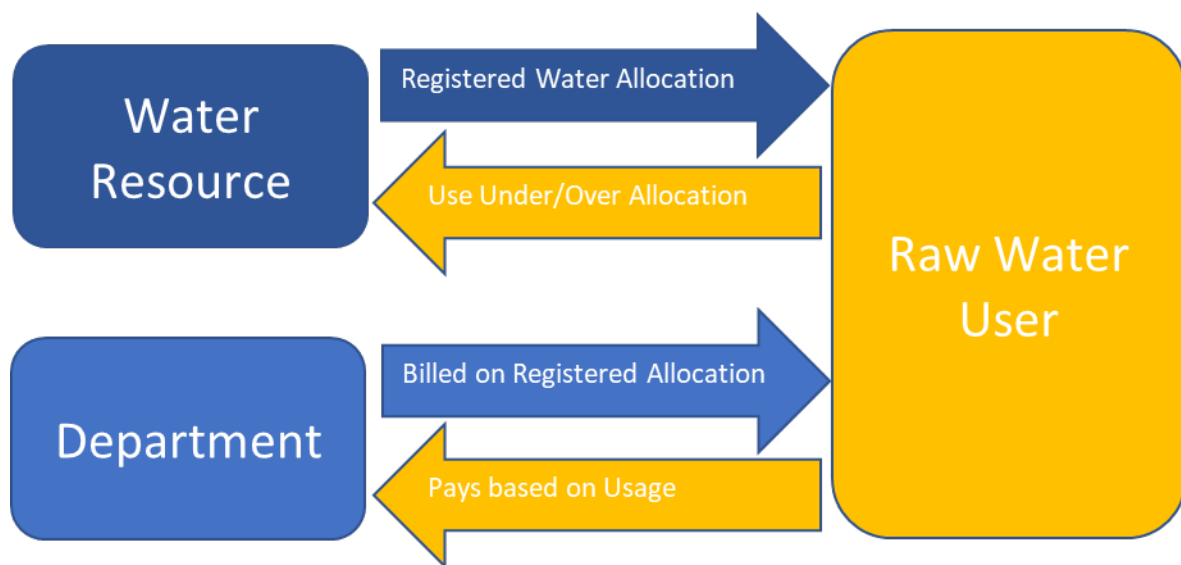 Water
Resource
Registered Water Allocation
Use Under/Over Allocation
Raw Water
User
Department
Billed on Registered Allocation
Pays based on Usage